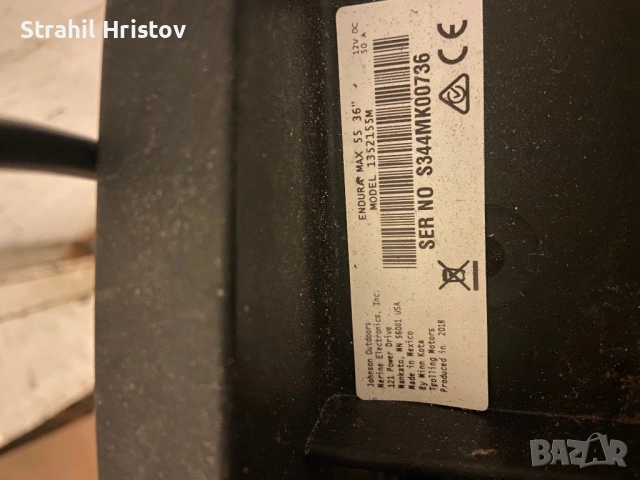 Strahil Hristov
ENDURA MAX 55 36" 12V DC
MODEL 1352155M 50 A
SER NO S344MK00736
CE
Johnson Outdoors
Marine Electronics, Inc.
121 Power Drive
Mankato, MN 56001 USA
Made in Mexico
By Minn Kota
Trolling Motors
Produced in 2018
BAZAR